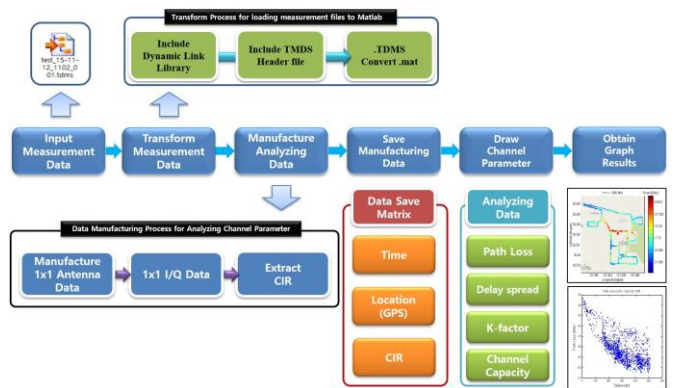 Transform Process for loading measurement files to Matlab
Include
Dynamic Link
Library
Include TMDS
Header file
.TDMS
Convert .mat
test_15-11-
12_1102_0
01.tdms
Input
Measurement
Data
Transform
Measurement
Data
Manufacture
Analyzing
Data
Save
Manufacturing
Data
Draw
Channel
Parameter
Obtain
Graph
Results
Data Manufacturing Process for Analyzing Channel Parameter
Manufacture
1x1 Antenna
Data
1x1 I/Q Data
Extract
CIR
Data Save
Matrix
Time
Location
(GPS)
CIR
Analyzing
Data
Path Loss
Delay spread
K-factor
Channel
Capacity